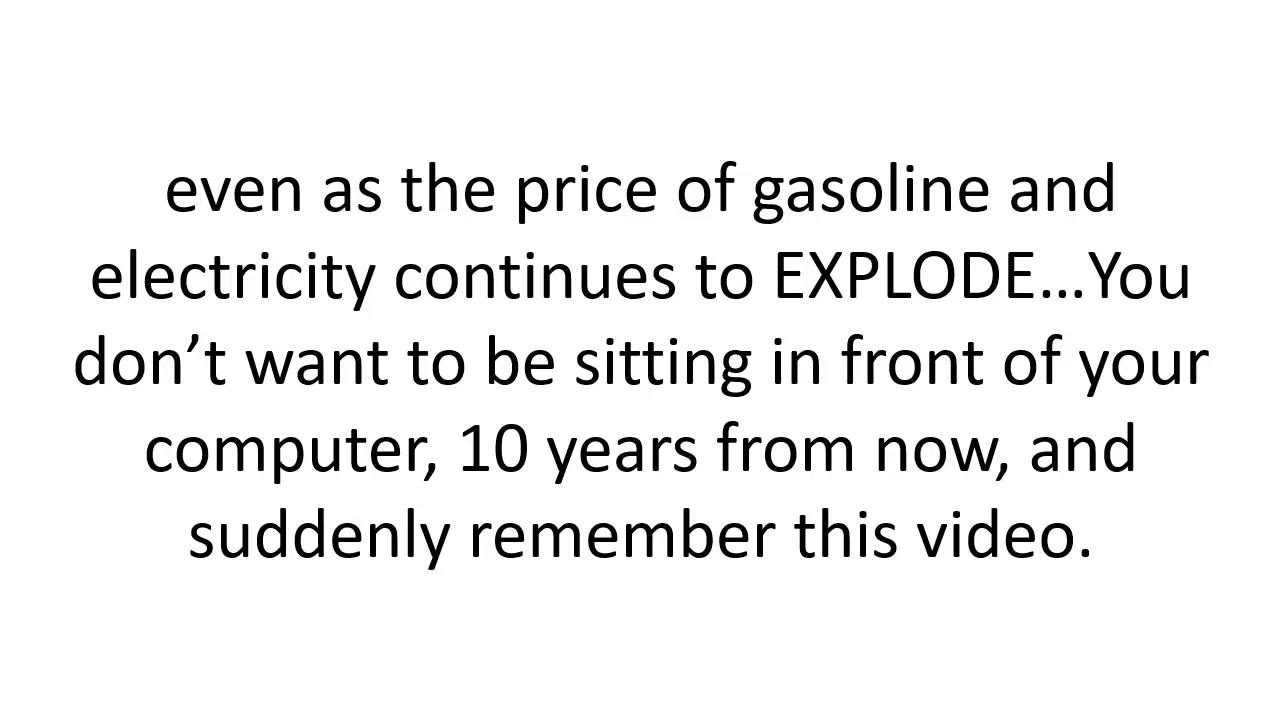 even as the price of gasoline and
electricity continues to EXPLODE…You
don’t want to be sitting in front of your
computer, 10 years from now, and
suddenly remember this video.